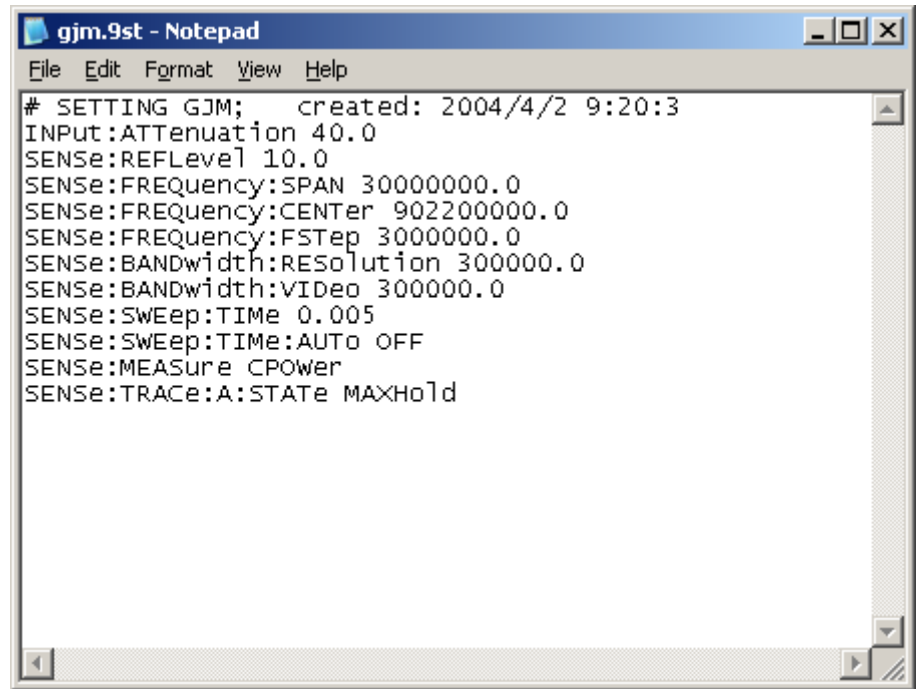 gjm.9st - Notepad
File Edit Format View Help
# SETTING GJM;   created: 2004/4/2 9:20:3
INPut:ATTenuation 40.0
SENSe:REFLevel 10.0
SENSe:FREQuency:SPAN 30000000.0
SENSe:FREQuency:CENTer 902200000.0
SENSe:FREQuency:FSTep 3000000.0
SENSe:BANDwidth:RESolution 300000.0
SENSe:BANDwidth:VIDeo 300000.0
SENSe:SWEep:TIMe 0.005
SENSe:SWEep:TIMe:AUTo OFF
SENSe:MEASure CPOWer
SENSe:TRACe:A:STATe MAXHold